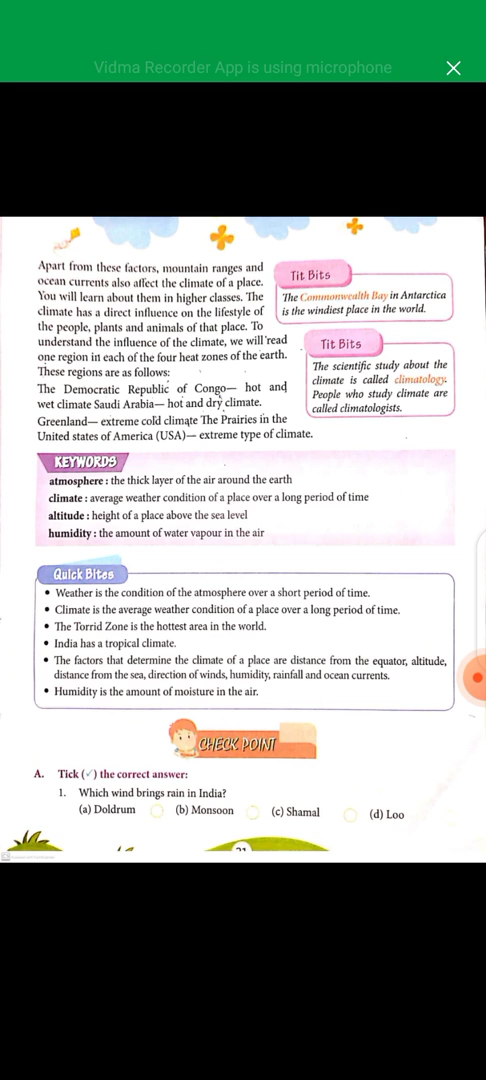 Vidma Recorder App is using microphone
Apart from these factors, mountain ranges and
ocean currents also affect the climate of a place.
You will learn about them in higher classes. The
climate has a direct influence on the lifestyle of
the people, plants and animals of that place. To
understand the influence of the climate, we will read
one region in each of the four heat zones of the earth.
These regions are as follows:
The Democratic Republic of Congo— hot and
wet climate Saudi Arabia— hot and dry climate.
Greenland— extreme cold climate The Prairies in the
United states of America (USA)— extreme type of climate.
Tit Bits
The Commonwealth Bay in Antarctica
is the windiest place in the world.
Tit Bits
The scientific study about the
climate is called climatology.
People who study climate are
called climatologists.
KEYWORDS
atmosphere : the thick layer of the air around the earth
climate : average weather condition of a place over a long period of time
altitude : height of a place above the sea level
humidity : the amount of water vapour in the air
Quick Bites
• Weather is the condition of the atmosphere over a short period of time.
• Climate is the average weather condition of a place over a long period of time.
• The Torrid Zone is the hottest area in the world.
• India has a tropical climate.
• The factors that determine the climate of a place are distance from the equator, altitude,
distance from the sea, direction of winds, humidity, rainfall and ocean currents.
• Humidity is the amount of moisture in the air.
CHECK POINT
A. Tick (✓) the correct answer:
1. Which wind brings rain in India?
(a) Doldrum (b) Monsoon (c) Shamal (d) Loo